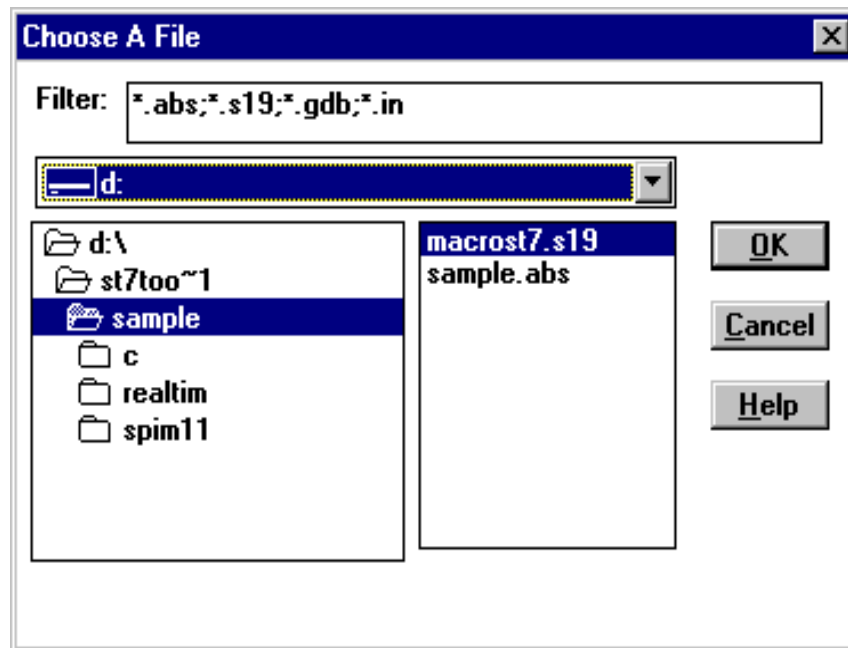 Choose A File
Filter: *.abs;*.s19;*.gdb;*.in
d:
d:\
st7too~1
sample
c
realtim
spim11
macrost7.s19
sample.abs
OK
Cancel
Help